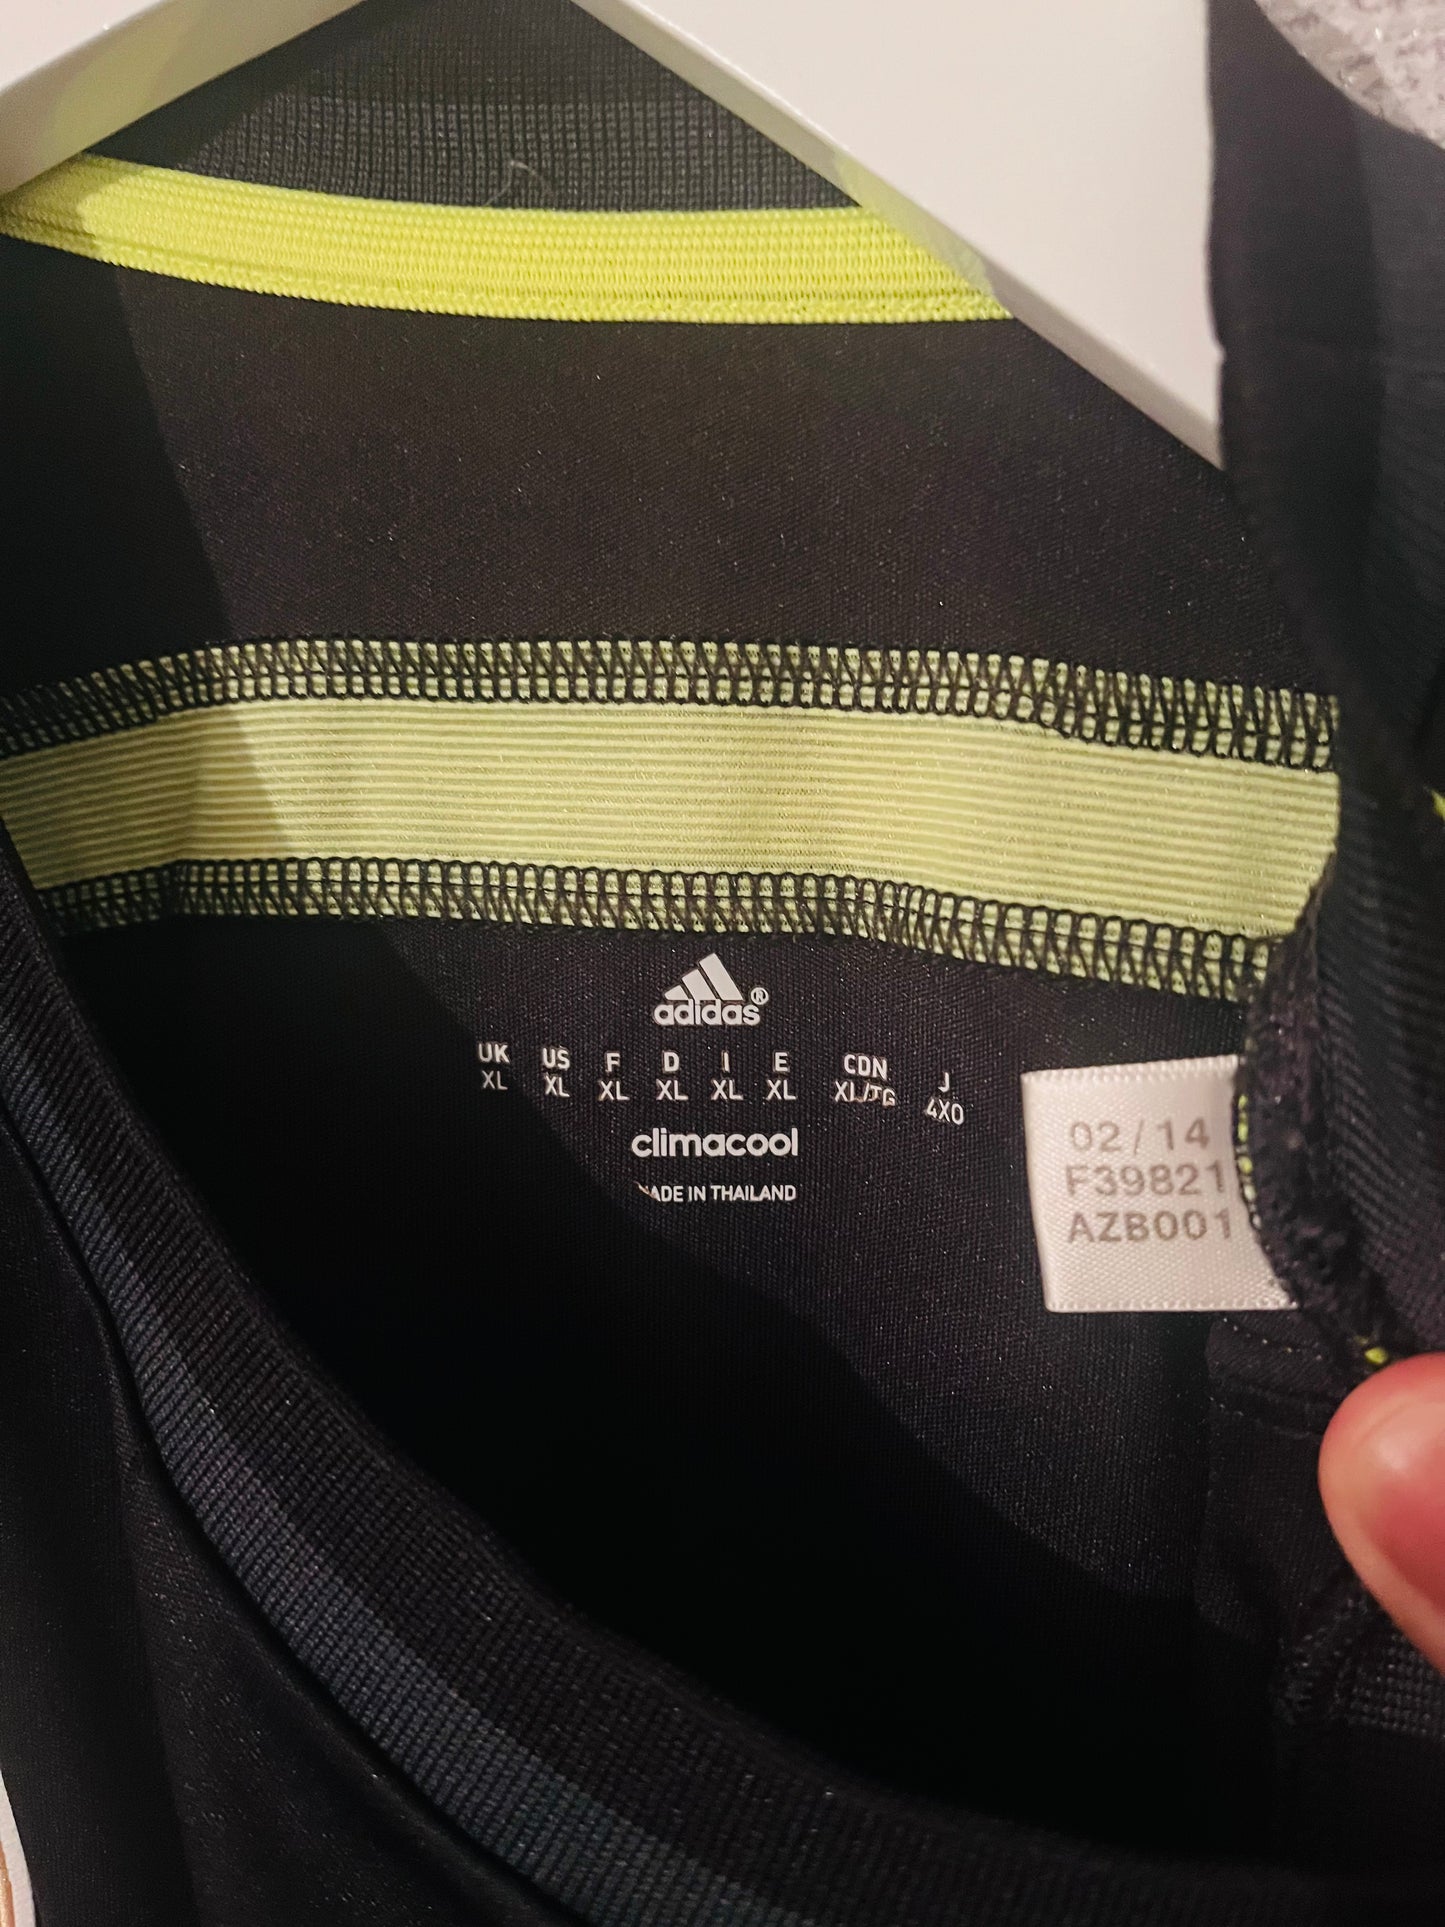 adidas®
UK US F D I E CDN J
XL XL XL XL XL XL XL/TG 4XO
climacool
MADE IN THAILAND
02/14
F39821
AZB001